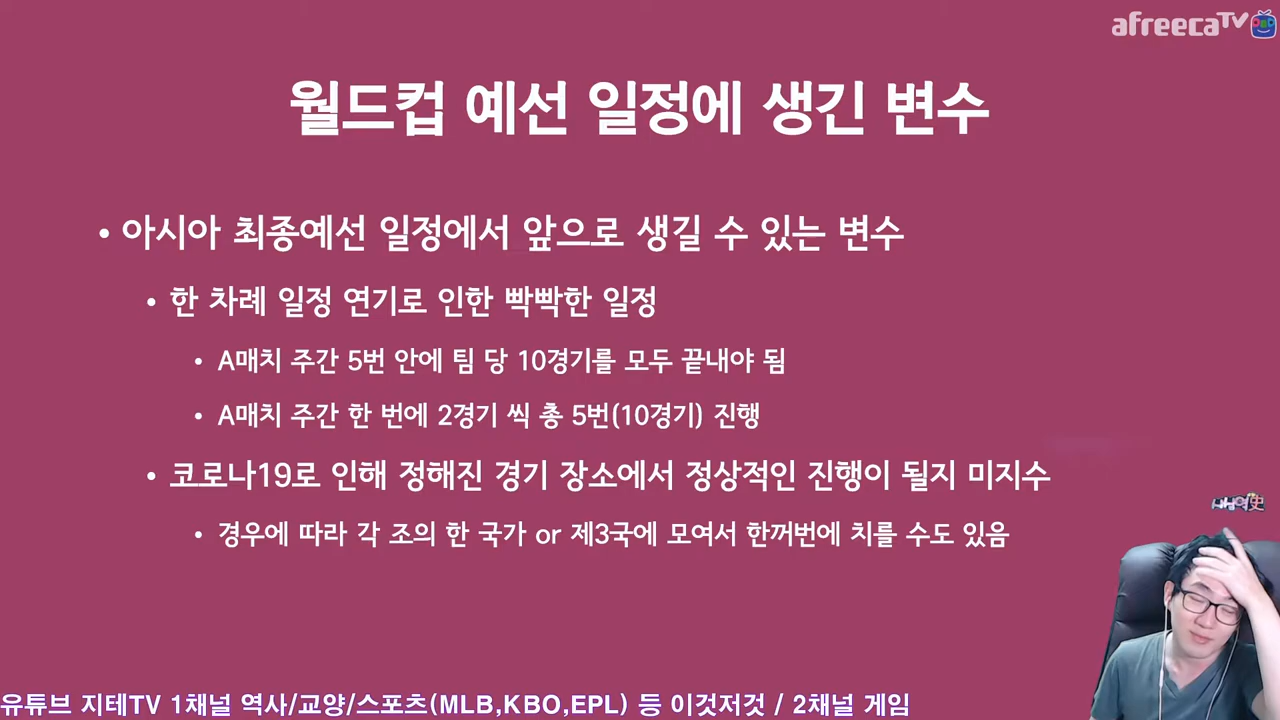 afreecaTV
월드컵 예선 일정에 생긴 변수
• 아시아 최종예선 일정에서 앞으로 생길 수 있는 변수
• 한 차례 일정 연기로 인한 빡빡한 일정
• A매치 주간 5번 안에 팀 당 10경기를 모두 끝내야 됨
• A매치 주간 한 번에 2경기 씩 총 5번(10경기) 진행
• 코로나19로 인해 정해진 경기 장소에서 정상적인 진행이 될지 미지수
• 경우에 따라 각 조의 한 국가 or 제3국에 모여서 한꺼번에 치를 수도 있음
유튜브 지테TV 1채널 역사/교양/스포츠(MLB,KBO,EPL) 등 이것저것 / 2채널 게임